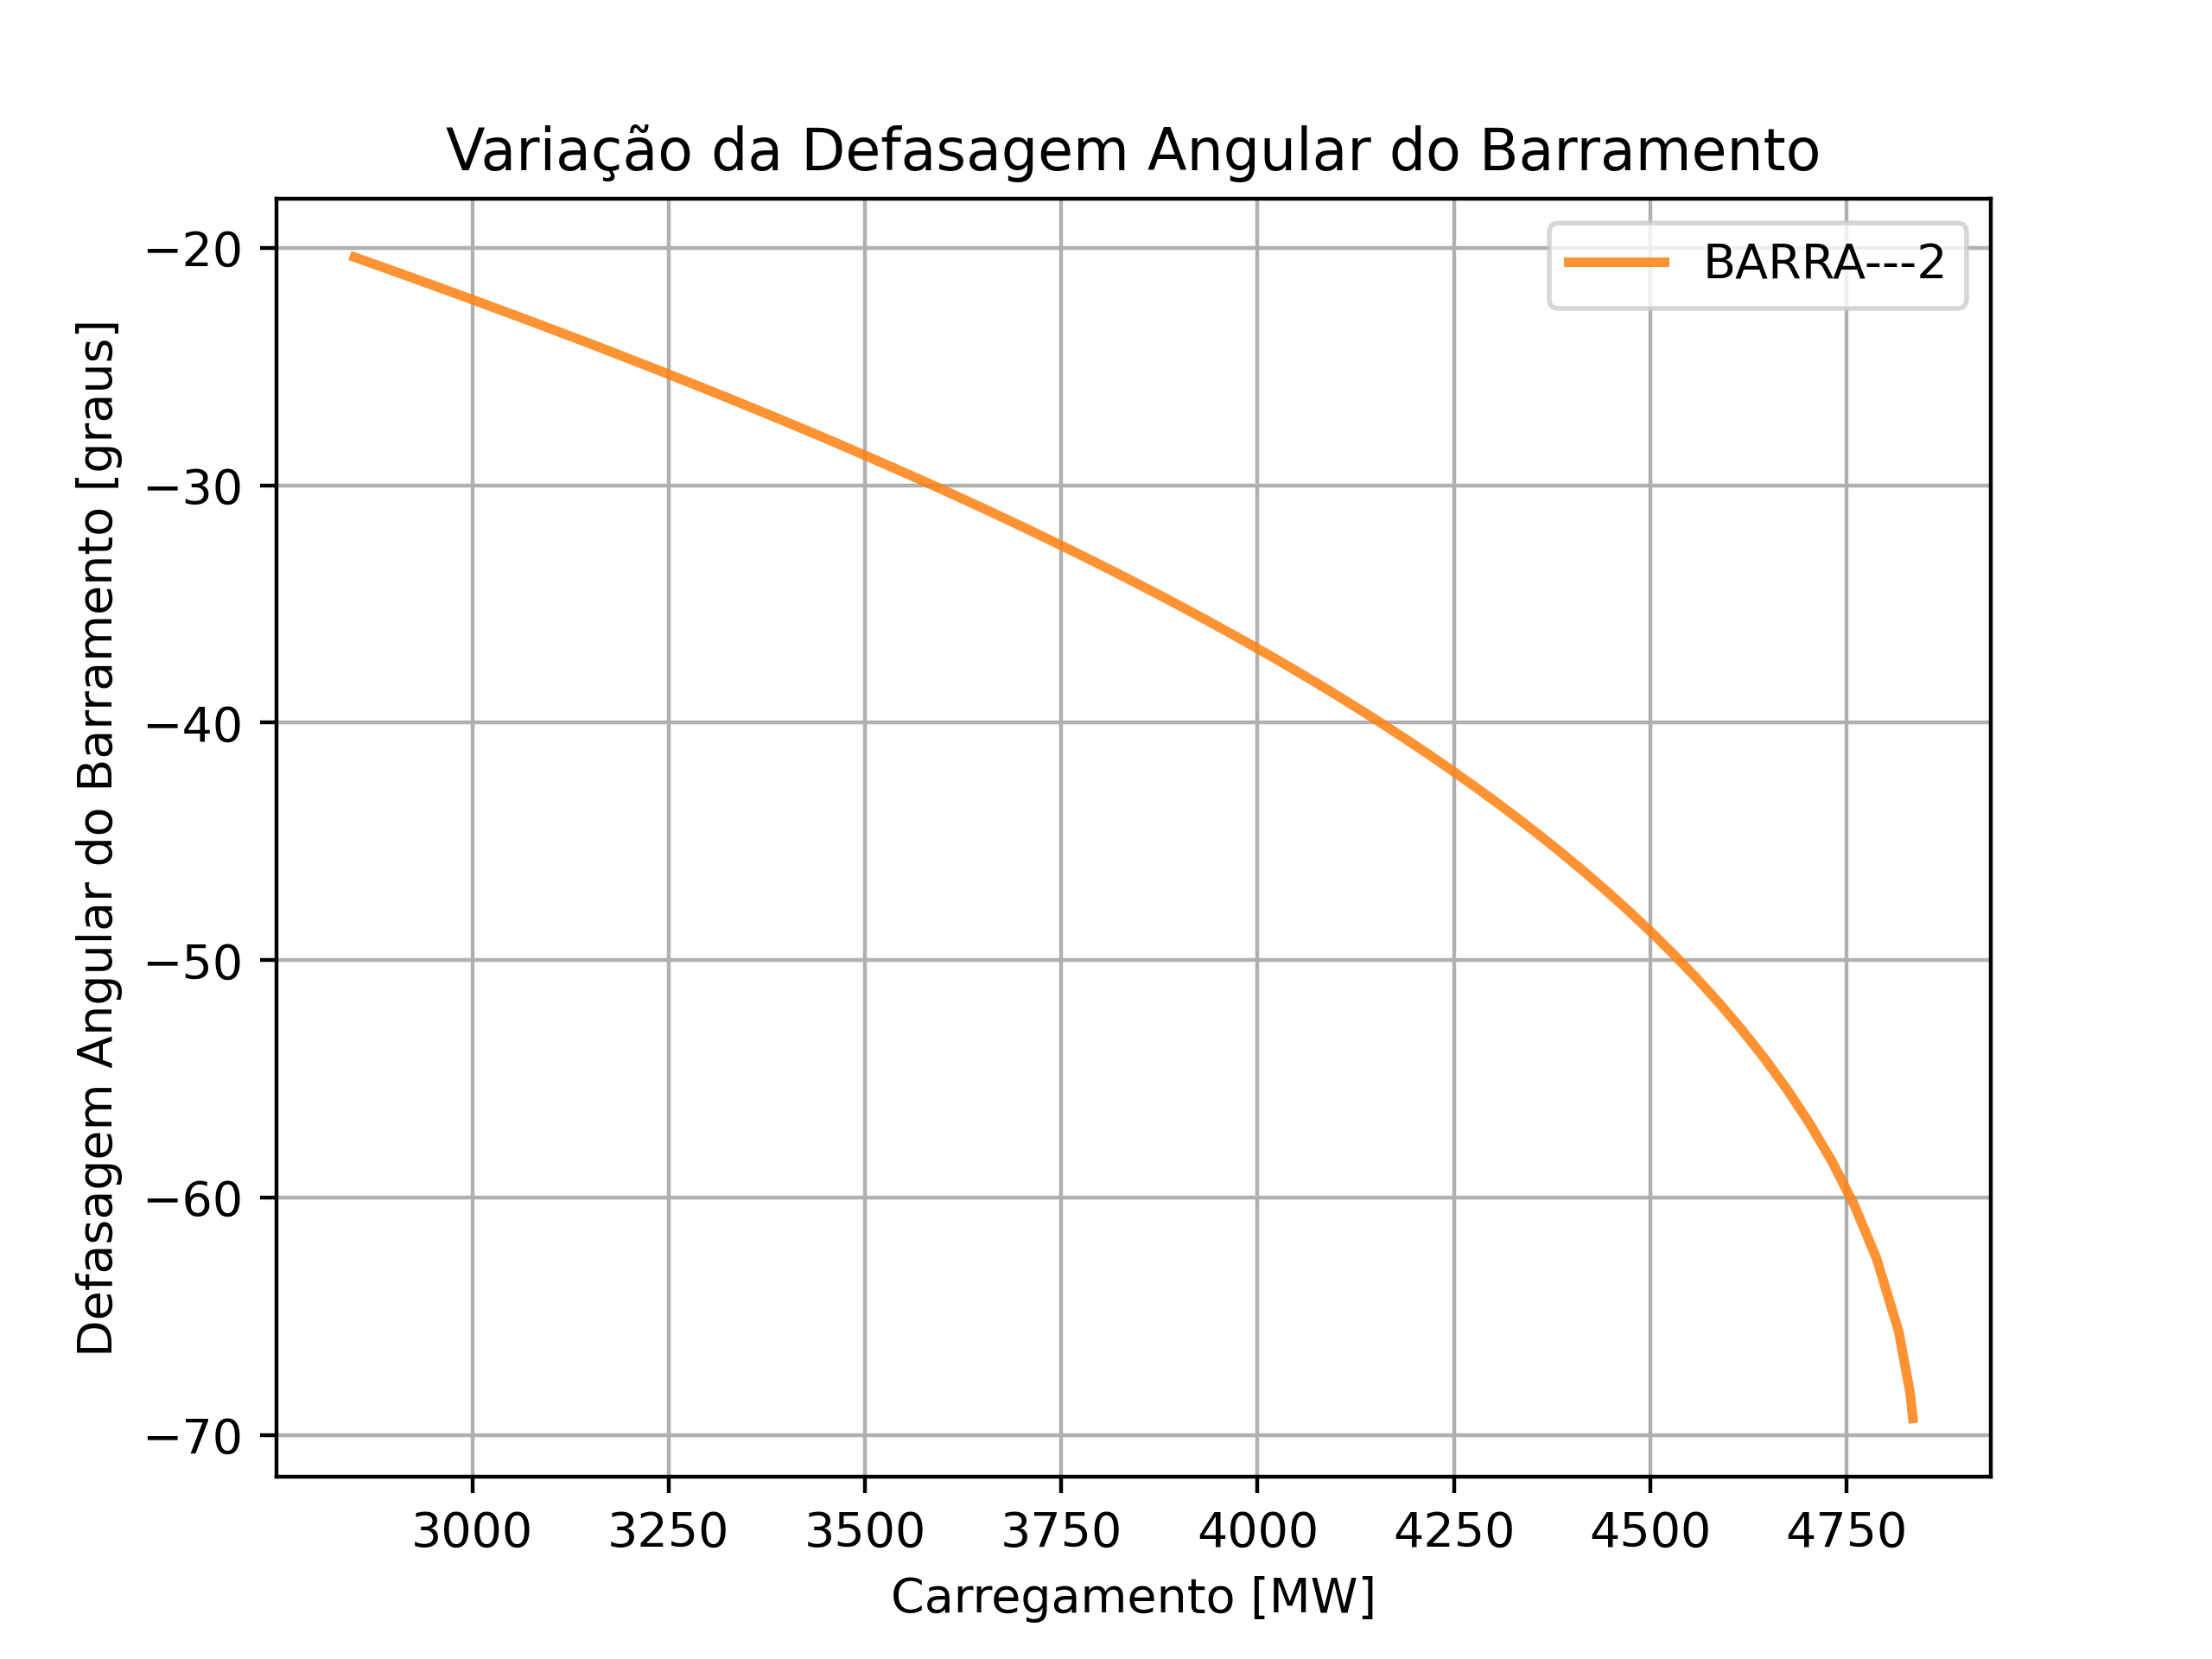 Variação da Defasagem Angular do Barramento
BARRA---2
Defasagem Angular do Barramento [graus]
−20
−30
−40
−50
−60
−70
3000 3250 3500 3750 4000 4250 4500 4750
Carregamento [MW]